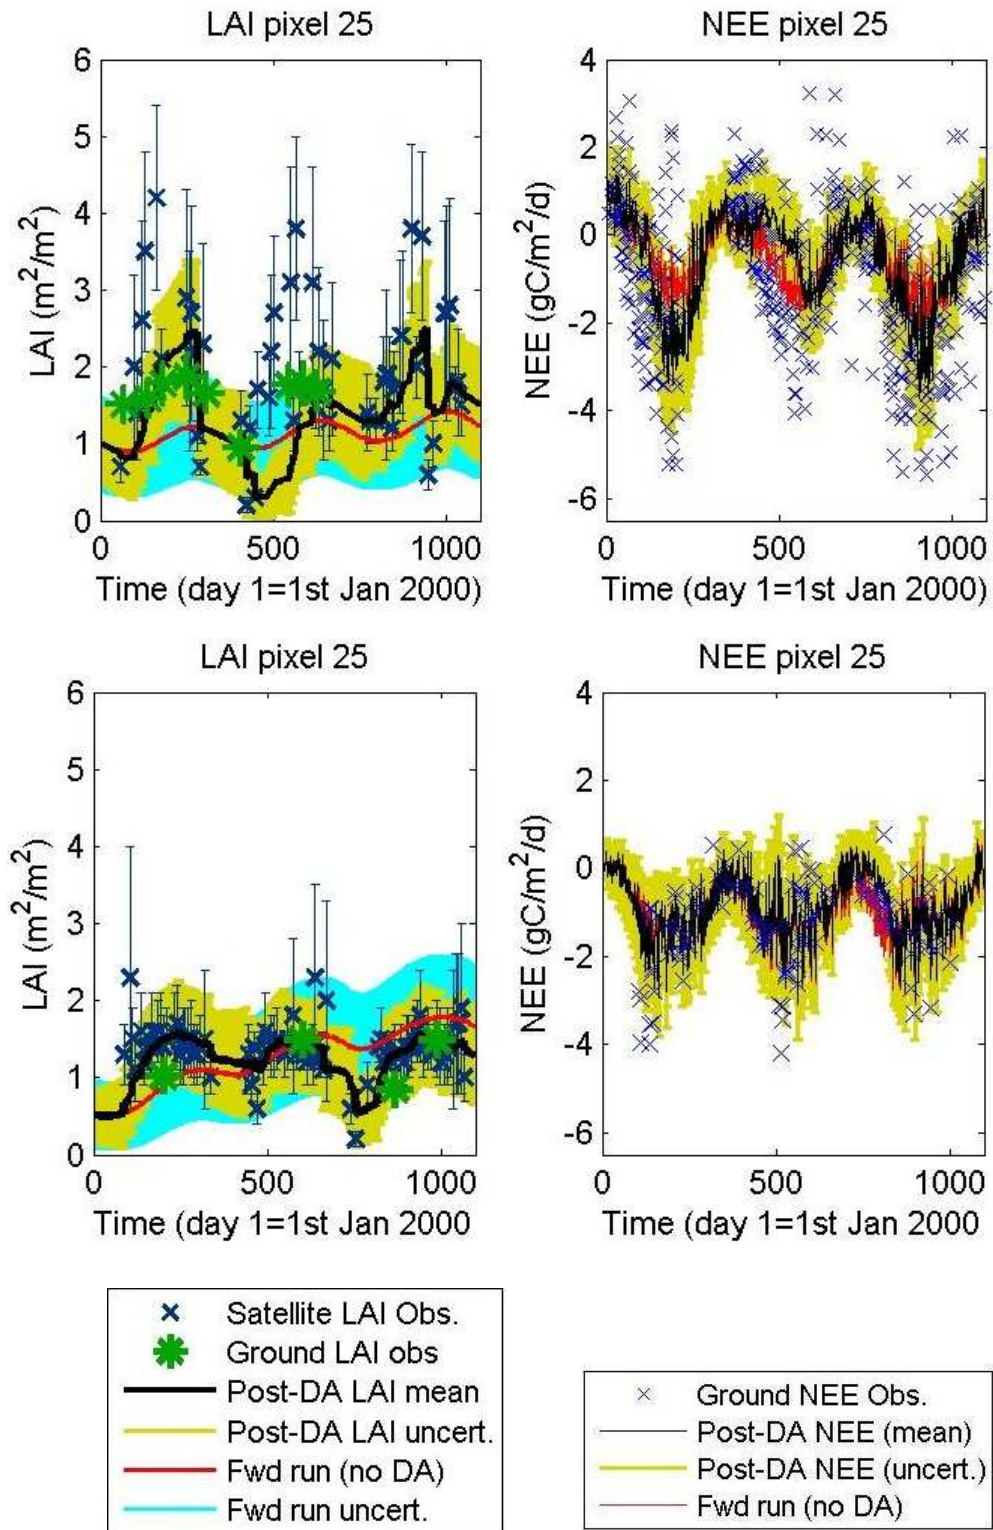 LAI pixel 25
NEE pixel 25
6
5
4
3
2
1
0
LAI (m²/m²)
0
500
1000
Time (day 1=1st Jan 2000)
4
2
0
-2
-4
-6
NEE (gC/m²/d)
0
500
1000
Time (day 1=1st Jan 2000)
LAI pixel 25
NEE pixel 25
6
5
4
3
2
1
0
LAI (m²/m²)
0
500
1000
Time (day 1=1st Jan 2000
4
2
0
-2
-4
-6
NEE (gC/m²/d)
0
500
1000
Time (day 1=1st Jan 2000
Satellite LAI Obs.
Ground LAI obs
Post-DA LAI mean
Post-DA LAI uncert.
Fwd run (no DA)
Fwd run uncert.
Ground NEE Obs.
Post-DA NEE (mean)
Post-DA NEE (uncert.)
Fwd run (no DA)